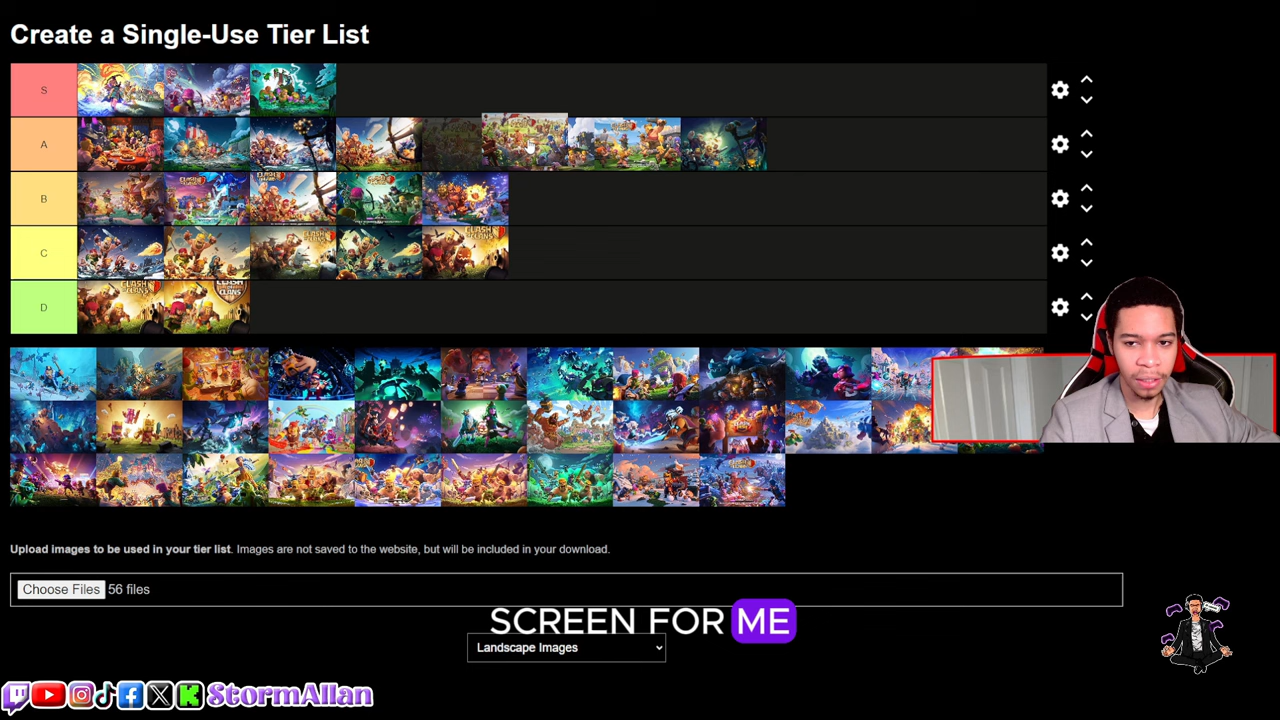 Create a Single-Use Tier List
S
A
B
C
D
CLASH
CLANS
Upload images to be used in your tier list. Images are not saved to the website, but will be included in your download.
Choose Files 56 files
SCREEN FOR ME
Landscape Images
StormAllan